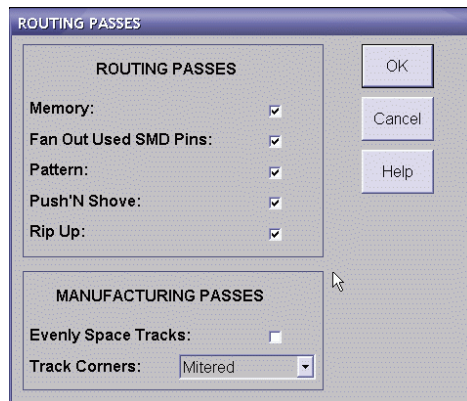 ROUTING PASSES
ROUTING PASSES
Memory:
Fan Out Used SMD Pins:
Pattern:
Push'N Shove:
Rip Up:
MANUFACTURING PASSES
Evenly Space Tracks:
Track Corners: Mitered
OK
Cancel
Help